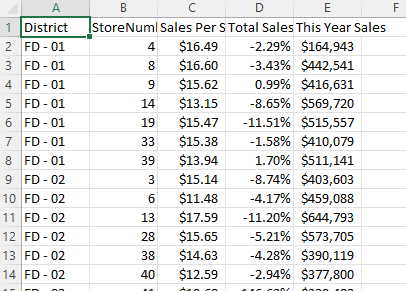 A B C D E F
1 District StoreNuml Sales Per S Total Sales This Year Sales
2 FD - 01 4 $16.49 -2.29% $164,943
3 FD - 01 8 $16.60 -3.43% $442,541
4 FD - 01 9 $15.62 0.99% $416,631
5 FD - 01 14 $13.15 -8.65% $569,720
6 FD - 01 19 $15.47 -11.51% $515,557
7 FD - 01 33 $15.38 -1.58% $410,079
8 FD - 01 39 $13.94 1.70% $511,141
9 FD - 02 3 $15.14 -8.74% $403,603
10 FD - 02 6 $11.48 -4.17% $459,088
11 FD - 02 13 $17.59 -11.20% $644,793
12 FD - 02 28 $15.65 -5.21% $573,705
13 FD - 02 38 $14.63 -4.28% $390,119
14 FD - 02 40 $12.59 -2.94% $377,800